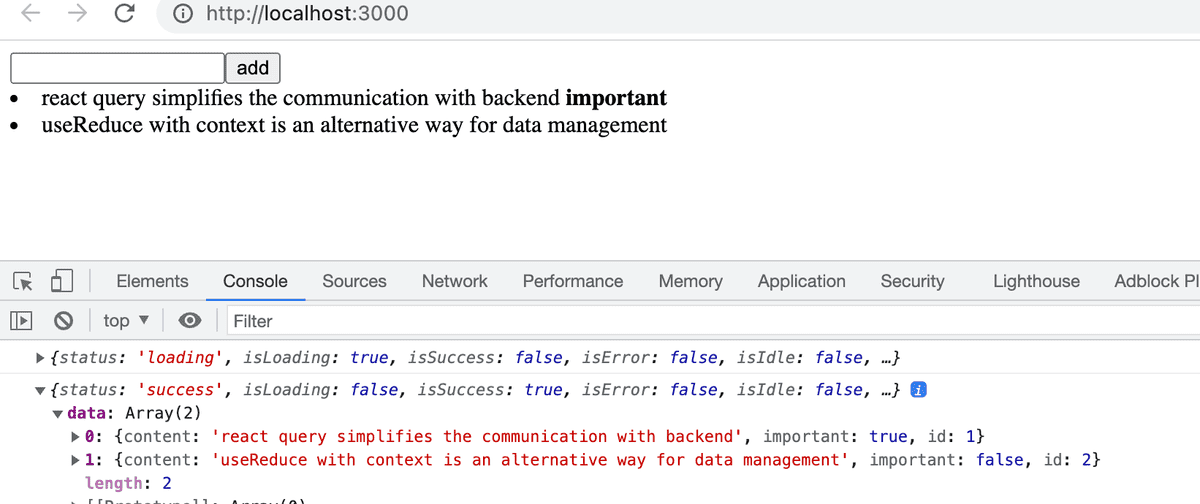 http://localhost:3000
add
• react query simplifies the communication with backend important
• useReduce with context is an alternative way for data management
Elements Console Sources Network Performance Memory Application Security Lighthouse Adblock Pl
top ▼ Filter
▶ {status: 'loading', isLoading: true, isSuccess: false, isError: false, isIdle: false, …}
▼ {status: 'success', isLoading: false, isSuccess: true, isError: false, isIdle: false, …} i
▼ data: Array(2)
▶ 0: {content: 'react query simplifies the communication with backend', important: true, id: 1}
▶ 1: {content: 'useReduce with context is an alternative way for data management', important: false, id: 2}
length: 2